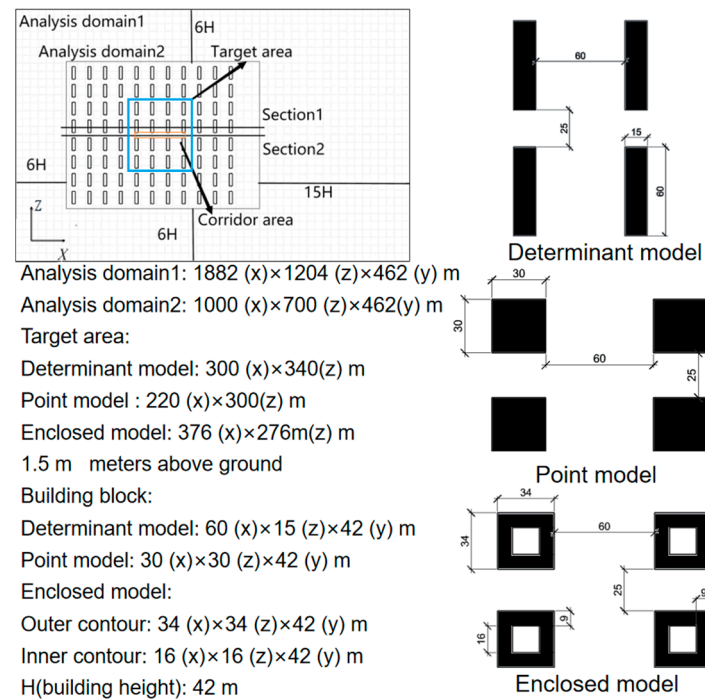 Analysis domain1
6H
Analysis domain2
Target area
Section1
Section2
6H
15H
Z
X
6H
Corridor area
Analysis domain1: 1882 (x)×1204 (z)×462 (y) m
Analysis domain2: 1000 (x)×700 (z)×462(y) m
Target area:
Determinant model: 300 (x)×340(z) m
Point model : 220 (x)×300(z) m
Enclosed model: 376 (x)×276m(z) m
1.5 m meters above ground
Building block:
Determinant model: 60 (x)×15 (z)×42 (y) m
Point model: 30 (x)×30 (z)×42 (y) m
Enclosed model:
Outer contour: 34 (x)×34 (z)×42 (y) m
Inner contour: 16 (x)×16 (z)×42 (y) m
H(building height): 42 m
60
25
15
60
Determinant model
30
30
60
25
Point model
34
34
60
25
9
9
16
Enclosed model